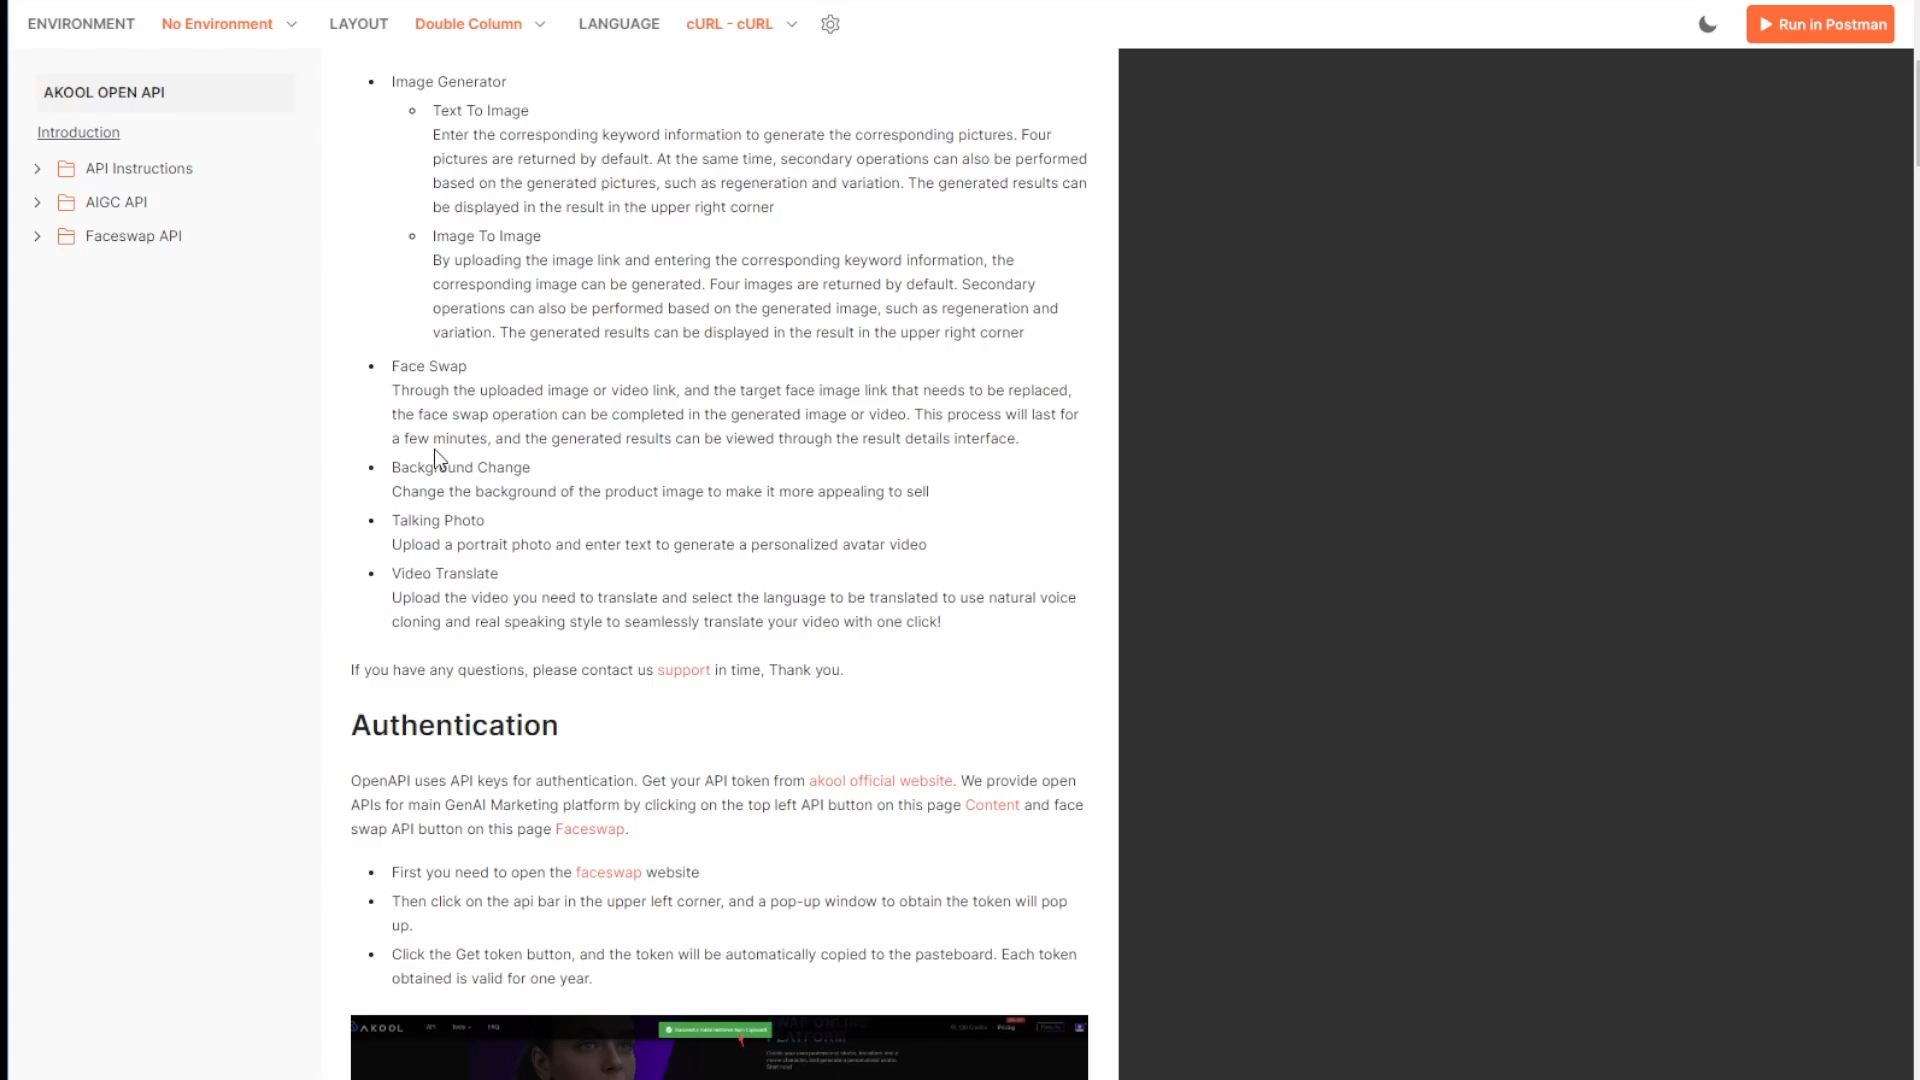 ENVIRONMENT No Environment LAYOUT Double Column LANGUAGE cURL - cURL Run in Postman
AKOOL OPEN API
Introduction
API Instructions
AIGC API
Faceswap API
Image Generator
Text To Image
Enter the corresponding keyword information to generate the corresponding pictures. Four
pictures are returned by default. At the same time, secondary operations can also be performed
based on the generated pictures, such as regeneration and variation. The generated results can
be displayed in the result in the upper right corner
Image To Image
By uploading the image link and entering the corresponding keyword information, the
corresponding image can be generated. Four images are returned by default. Secondary
operations can also be performed based on the generated image, such as regeneration and
variation. The generated results can be displayed in the result in the upper right corner
Face Swap
Through the uploaded image or video link, and the target face image link that needs to be replaced,
the face swap operation can be completed in the generated image or video. This process will last for
a few minutes, and the generated results can be viewed through the result details interface.
Background Change
Change the background of the product image to make it more appealing to sell
Talking Photo
Upload a portrait photo and enter text to generate a personalized avatar video
Video Translate
Upload the video you need to translate and select the language to be translated to use natural voice
cloning and real speaking style to seamlessly translate your video with one click!
If you have any questions, please contact us support in time, Thank you.
Authentication
OpenAPI uses API keys for authentication. Get your API token from akool official website. We provide open
APIs for main GenAI Marketing platform by clicking on the top left API button on this page Content and face
swap API button on this page Faceswap.
First you need to open the faceswap website
Then click on the api bar in the upper left corner, and a pop-up window to obtain the token will pop
up.
Click the Get token button, and the token will be automatically copied to the pasteboard. Each token
obtained is valid for one year.
AKOOL API FAQ Pricing
PLATFORM